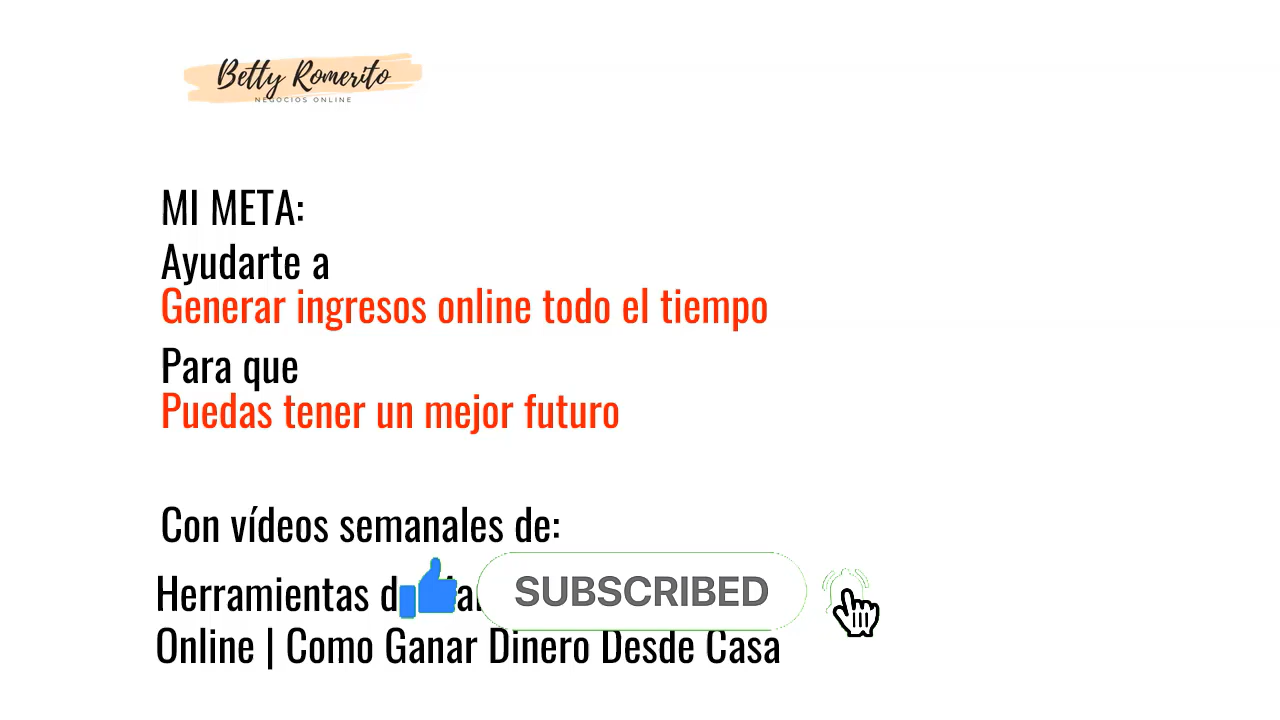 Betty Romerito
NEGOCIOS ONLINE
MI META:
Ayudarte a
Generar ingresos online todo el tiempo
Para que
Puedas tener un mejor futuro
Con vídeos semanales de:
Herramientas
SUBSCRIBED
Online | Como Ganar Dinero Desde Casa